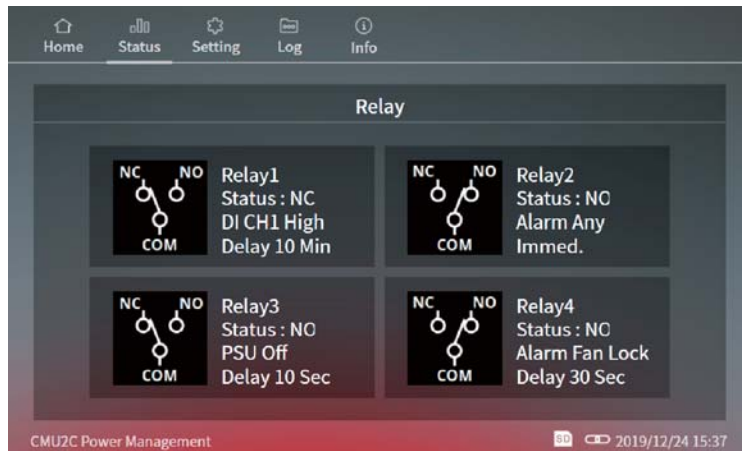 Home Status Setting Log Info
Relay
NC NO
COM
Relay1
Status : NC
DI CH1 High
Delay 10 Min
NC NO
COM
Relay2
Status : NO
Alarm Any
Immed.
NC NO
COM
Relay3
Status : NO
PSU Off
Delay 10 Sec
NC NO
COM
Relay4
Status : NO
Alarm Fan Lock
Delay 30 Sec
CMU2C Power Management
SD 2019/12/24 15:37